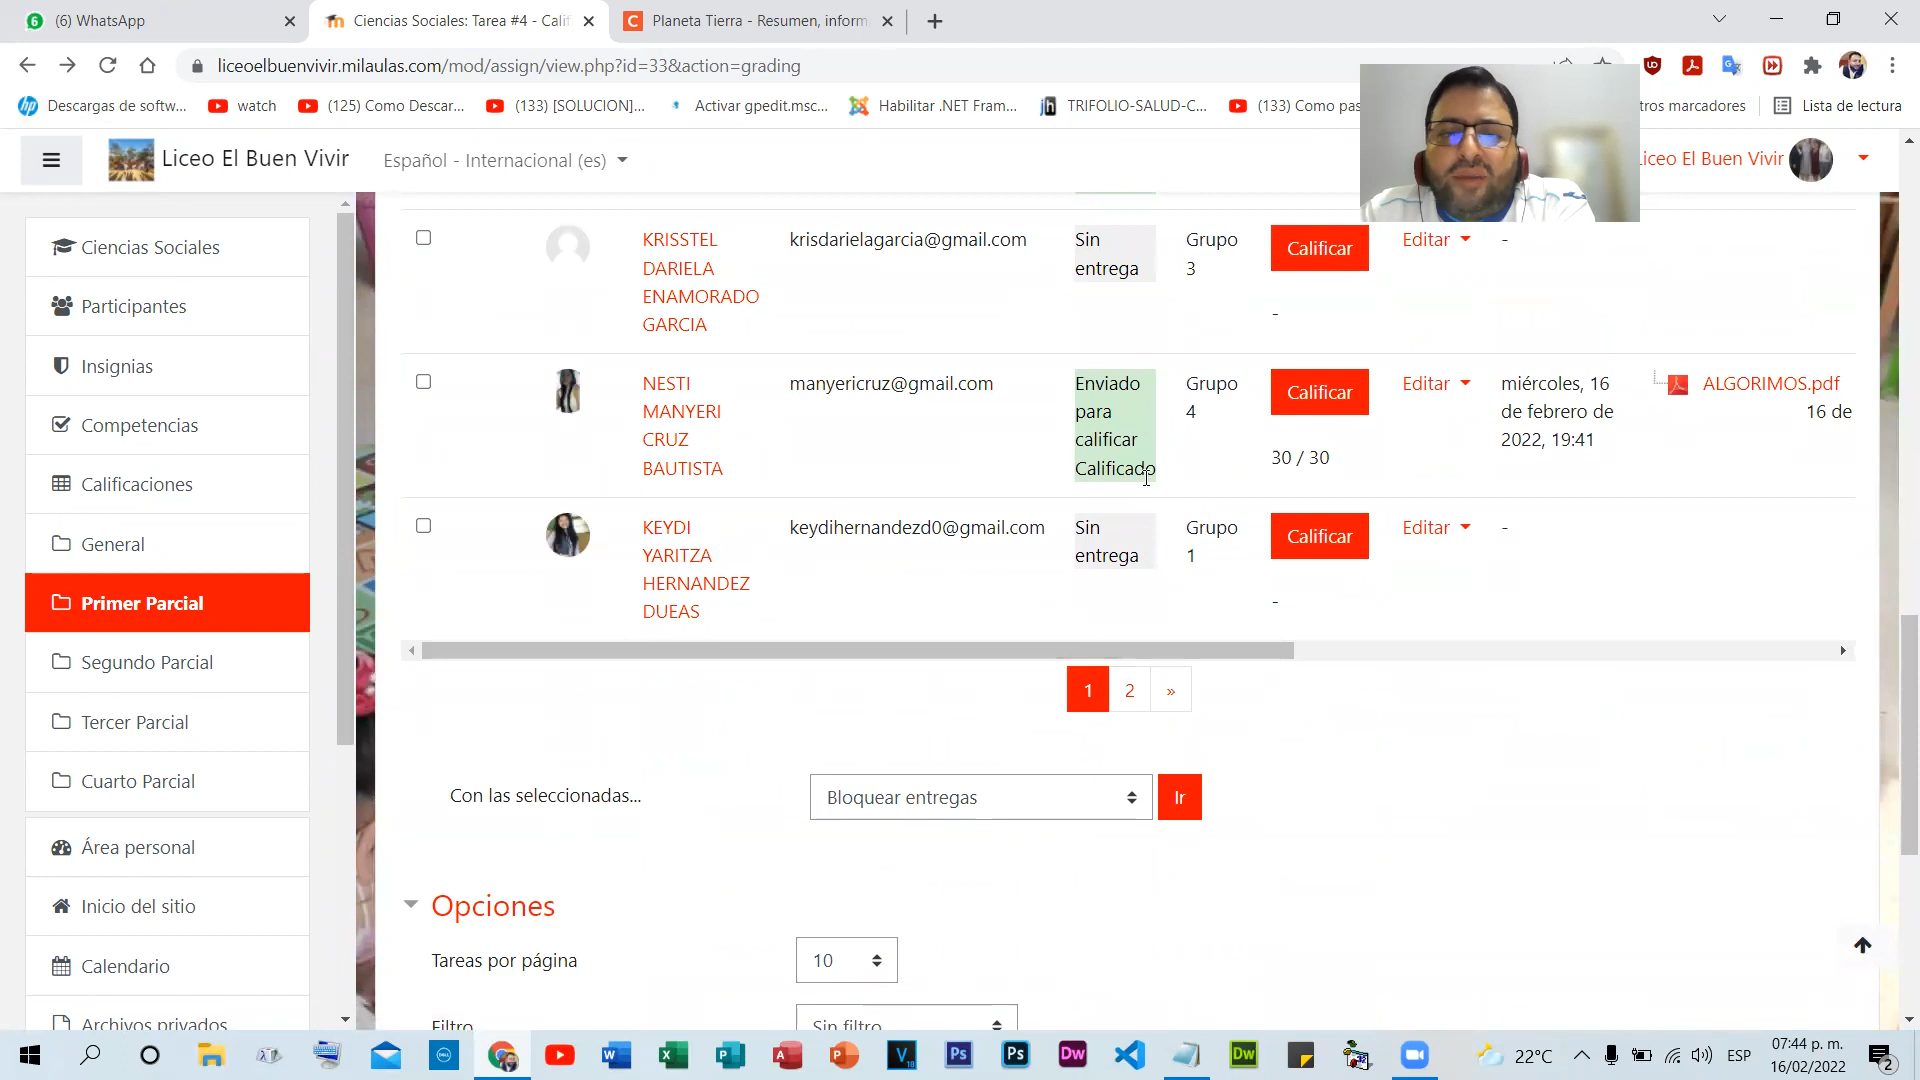 (6) WhatsApp
Ciencias Sociales: Tarea #4 - Calif
Planeta Tierra - Resumen, inform
liceoelbuenvivir.milaulas.com/mod/assign/view.php?id=33&action=grading
Descargas de softw...
watch
(125) Como Descar...
(133) [SOLUCION]...
Activar gpedit.msc...
Habilitar .NET Fram...
TRIFOLIO-SALUD-C...
(133) Como pas
tros marcadores
Lista de lectura
Liceo El Buen Vivir
Español - Internacional (es)
Liceo El Buen Vivir
Ciencias Sociales
Participantes
Insignias
Competencias
Calificaciones
General
Primer Parcial
Segundo Parcial
Tercer Parcial
Cuarto Parcial
Área personal
Inicio del sitio
Calendario
Archivos privados
KRISSTEL
DARIELA
ENAMORADO
GARCIA
krisdarielagarcia@gmail.com
Sin
entrega
Grupo
3
Calificar
-
Editar
-
NESTI
MANYERI
CRUZ
BAUTISTA
manyericruz@gmail.com
Enviado
para
calificar
Calificado
Grupo
4
Calificar
30 / 30
Editar
miércoles, 16
de febrero de
2022, 19:41
ALGORIMOS.pdf
16 de
KEYDI
YARITZA
HERNANDEZ
DUEAS
keydihernandezd0@gmail.com
Sin
entrega
Grupo
1
Calificar
-
Editar
-
1 2 »
Con las seleccionadas...
Bloquear entregas
Ir
Opciones
Tareas por página
10
Filtro
Sin filtro
22°C
ESP
07:44 p. m.
16/02/2022
2